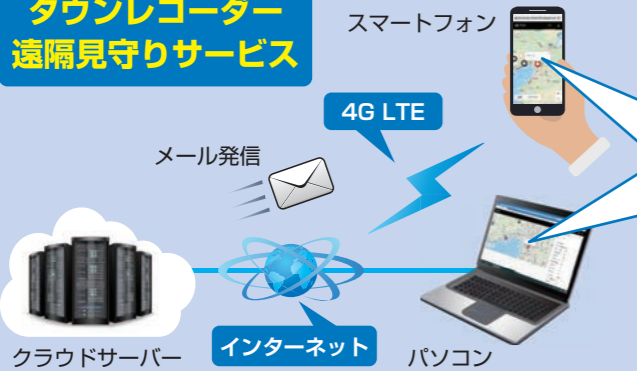 タウンレコーダー
遠隔見守りサービス
スマートフォン
4G LTE
メール発信
クラウドサーバー
インターネット
パソコン